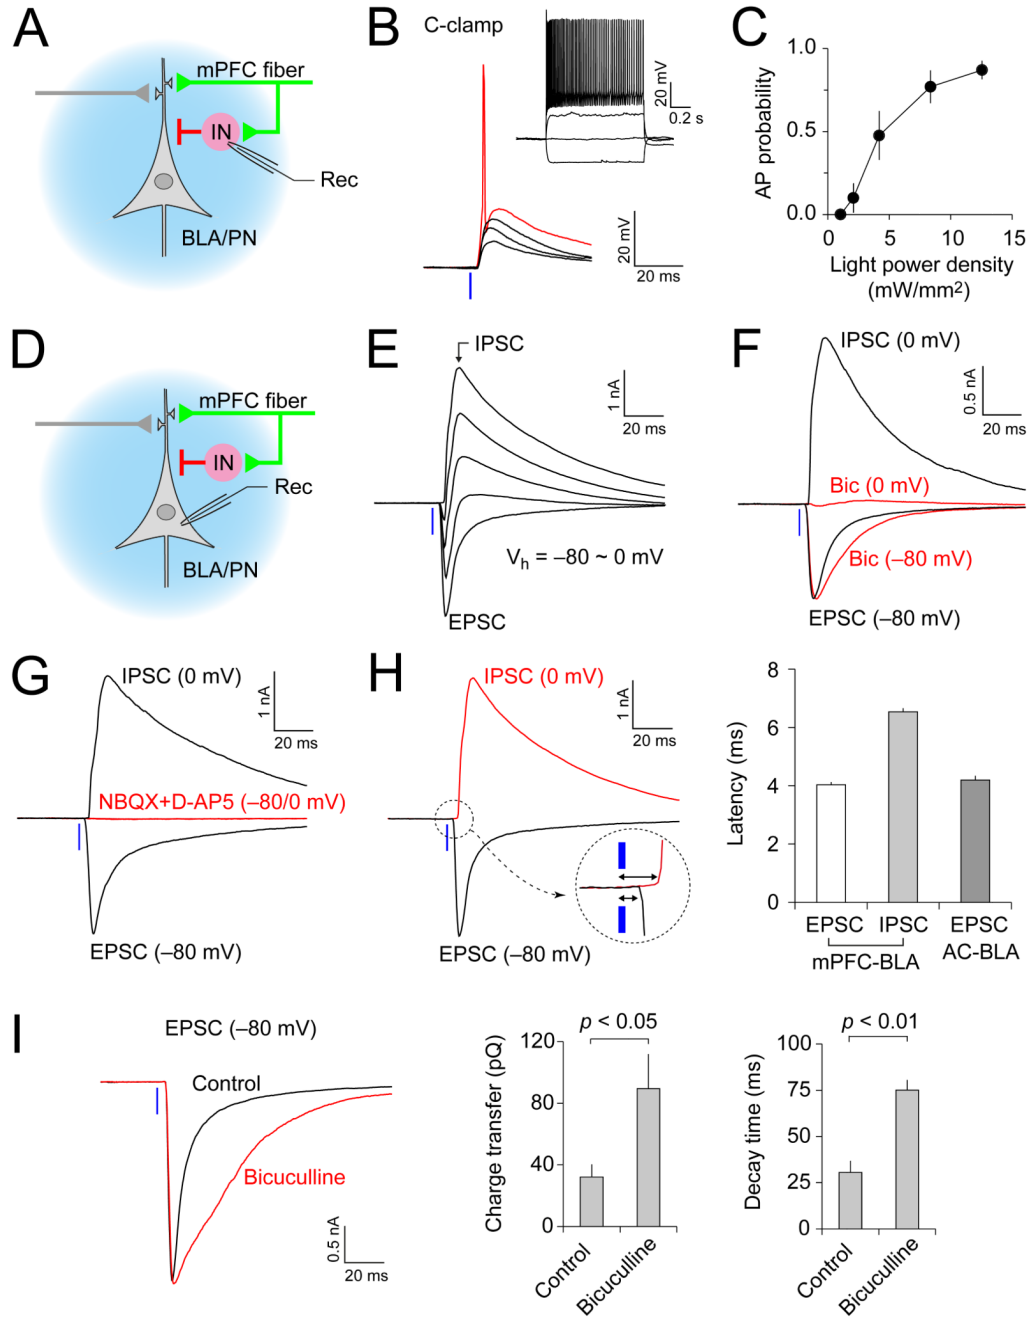 A
mPFC fiber
IN
Rec
BLA/PN
B
C-clamp
20 mV
0.2 s
20 mV
20 ms
C
AP probability
1.0
0.5
0.0
0 5 10 15
Light power density
(mW/mm2)
D
mPFC fiber
IN
Rec
BLA/PN
E
IPSC
1 nA
20 ms
Vh = –80 ~ 0 mV
EPSC
F
IPSC (0 mV)
0.5 nA
20 ms
Bic (0 mV)
Bic (–80 mV)
EPSC (–80 mV)
G
IPSC (0 mV)
1 nA
20 ms
NBQX+D-AP5 (–80/0 mV)
EPSC (–80 mV)
H
IPSC (0 mV)
1 nA
20 ms
EPSC (–80 mV)
Latency (ms)
8
6
4
2
0
EPSC IPSC EPSC
mPFC-BLA AC-BLA
I
EPSC (–80 mV)
Control
Bicuculline
0.5 nA
20 ms
p < 0.05
Charge transfer (pQ)
120
80
40
0
Control
Bicuculline
p < 0.01
Decay time (ms)
100
75
50
25
0
Control
Bicuculline